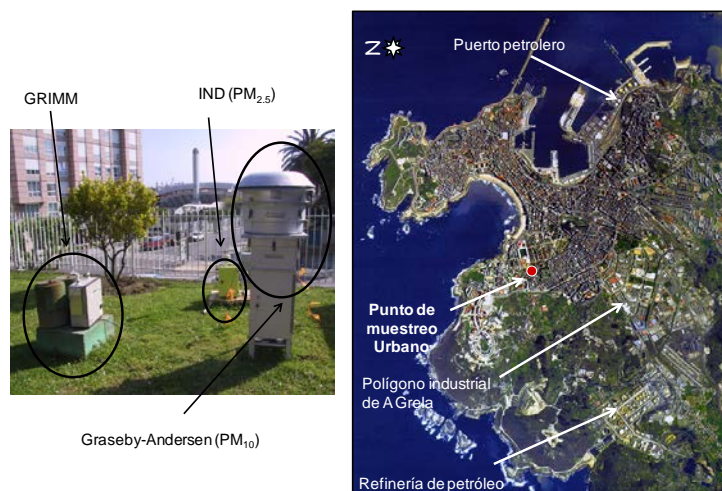 GRIMM
IND (PM2.5)
Graseby-Andersen (PM10)
N
Puerto petrolero
Punto de
muestreo
Urbano
Polígono industrial
de A Grela
Refinería de petróleo